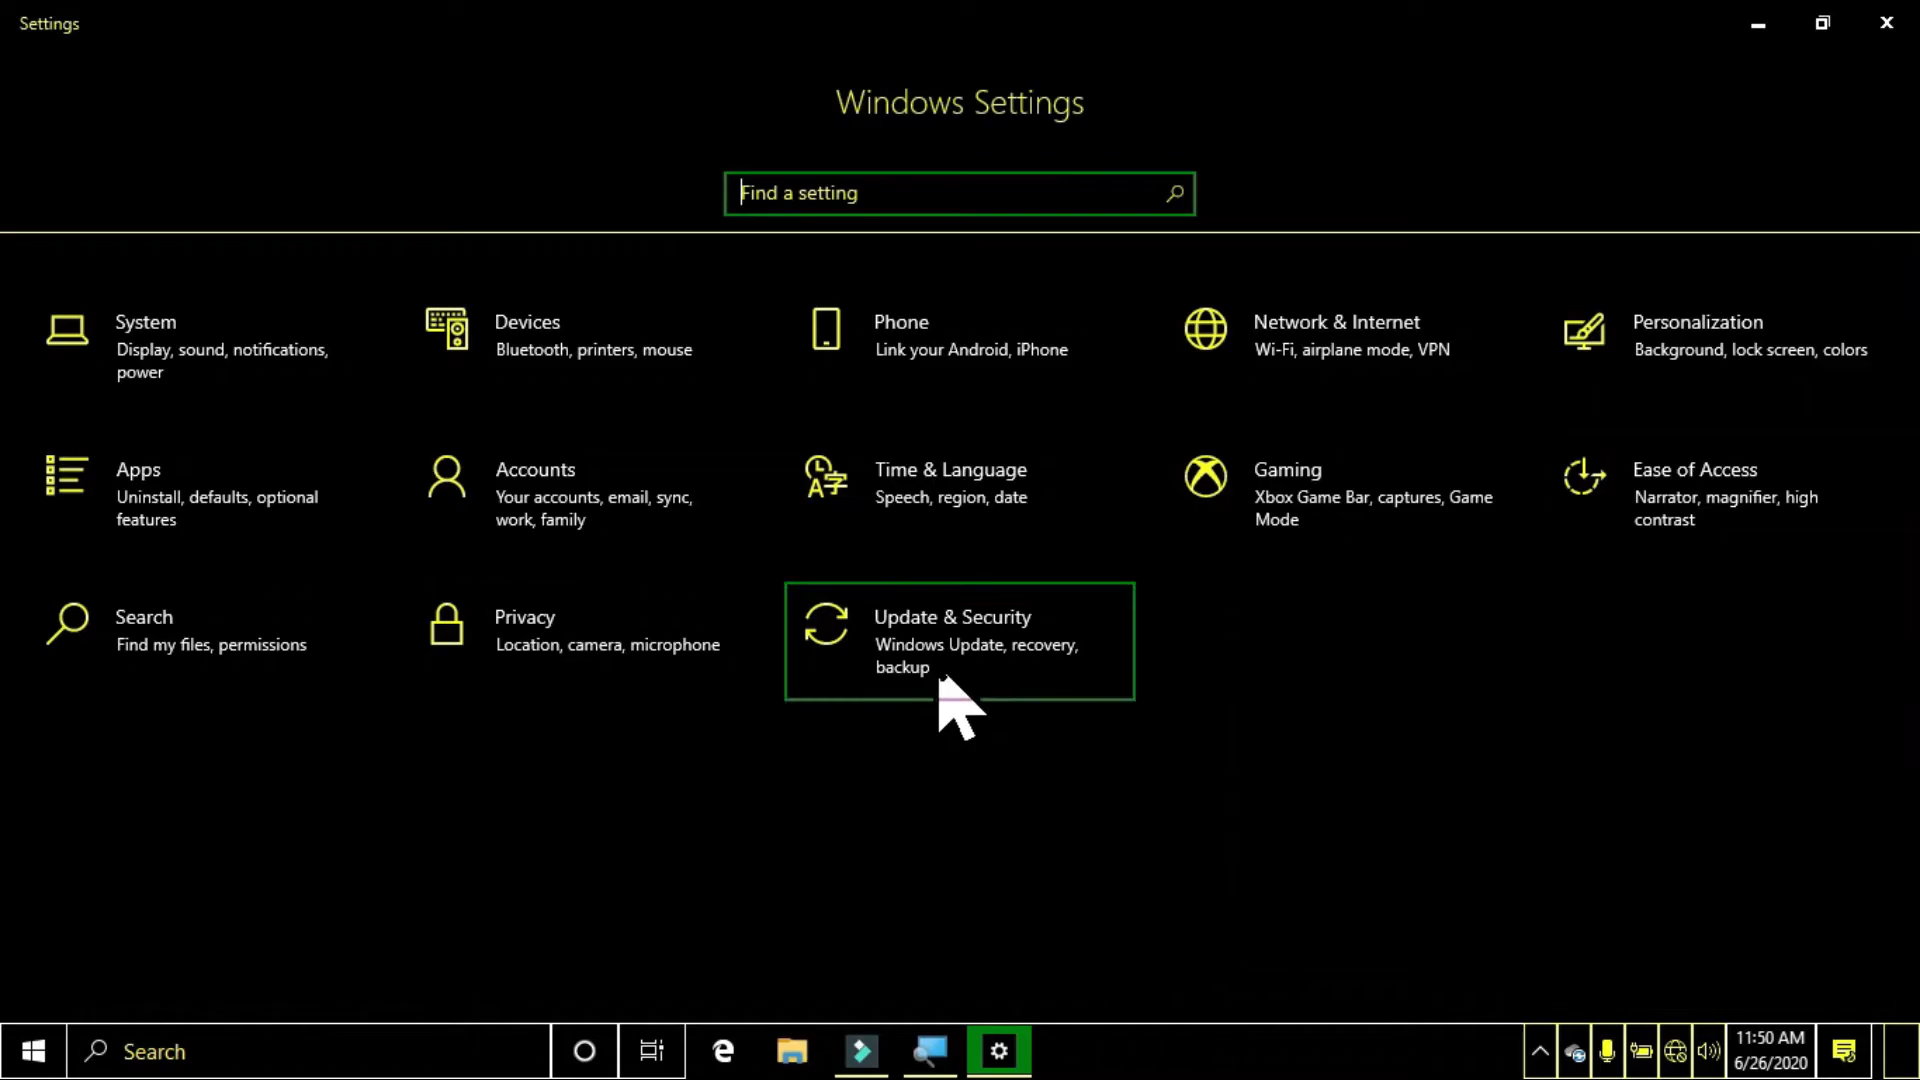 Settings
Windows Settings
Find a setting
System
Display, sound, notifications,
power
Devices
Bluetooth, printers, mouse
Phone
Link your Android, iPhone
Network & Internet
Wi-Fi, airplane mode, VPN
Personalization
Background, lock screen, colors
Apps
Uninstall, defaults, optional
features
Accounts
Your accounts, email, sync,
work, family
Time & Language
Speech, region, date
Gaming
Xbox Game Bar, captures, Game
Mode
Ease of Access
Narrator, magnifier, high
contrast
Search
Find my files, permissions
Privacy
Location, camera, microphone
Update & Security
Windows Update, recovery,
backup
Search
11:50 AM
6/26/2020